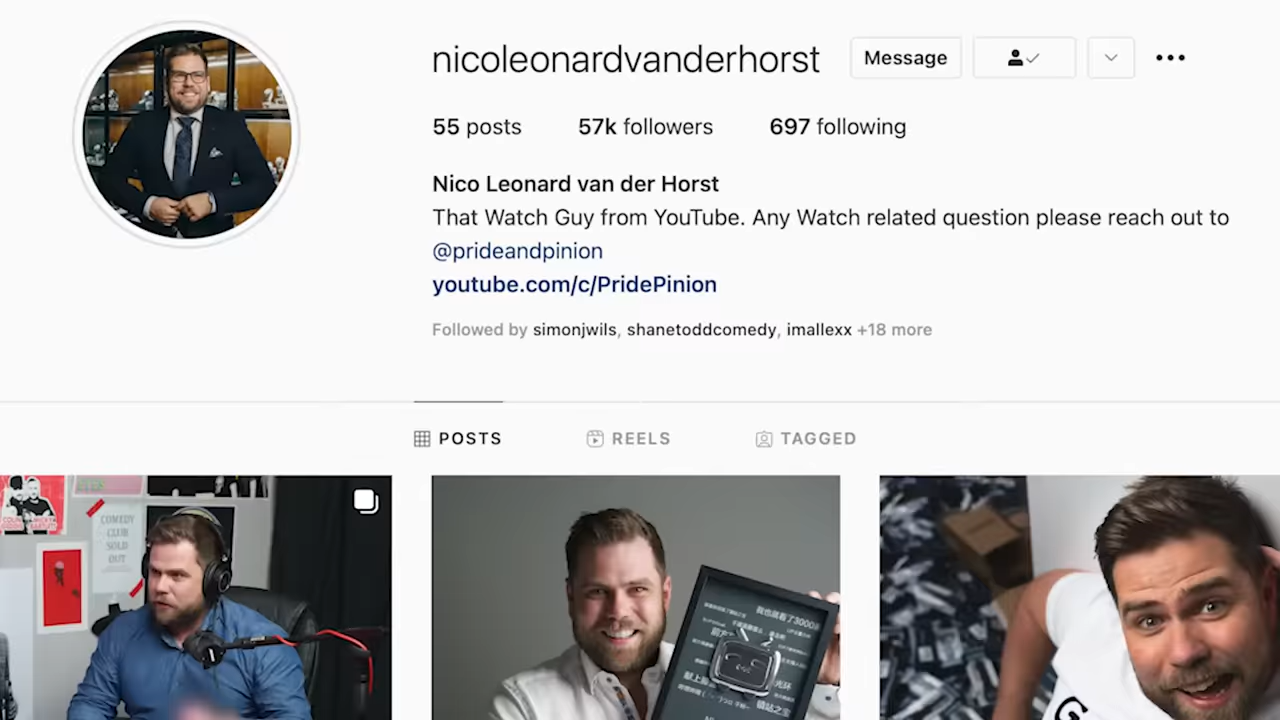 nicoleonardvanderhorst
Message
55 posts
57k followers
697 following
Nico Leonard van der Horst
That Watch Guy from YouTube. Any Watch related question please reach out to
@prideandpinion
youtube.com/c/PridePinion
Followed by simonjwils, shanetoddcomedy, imallexx +18 more
POSTS
REELS
TAGGED
COMEDY
CLUB
SOLD
OUT